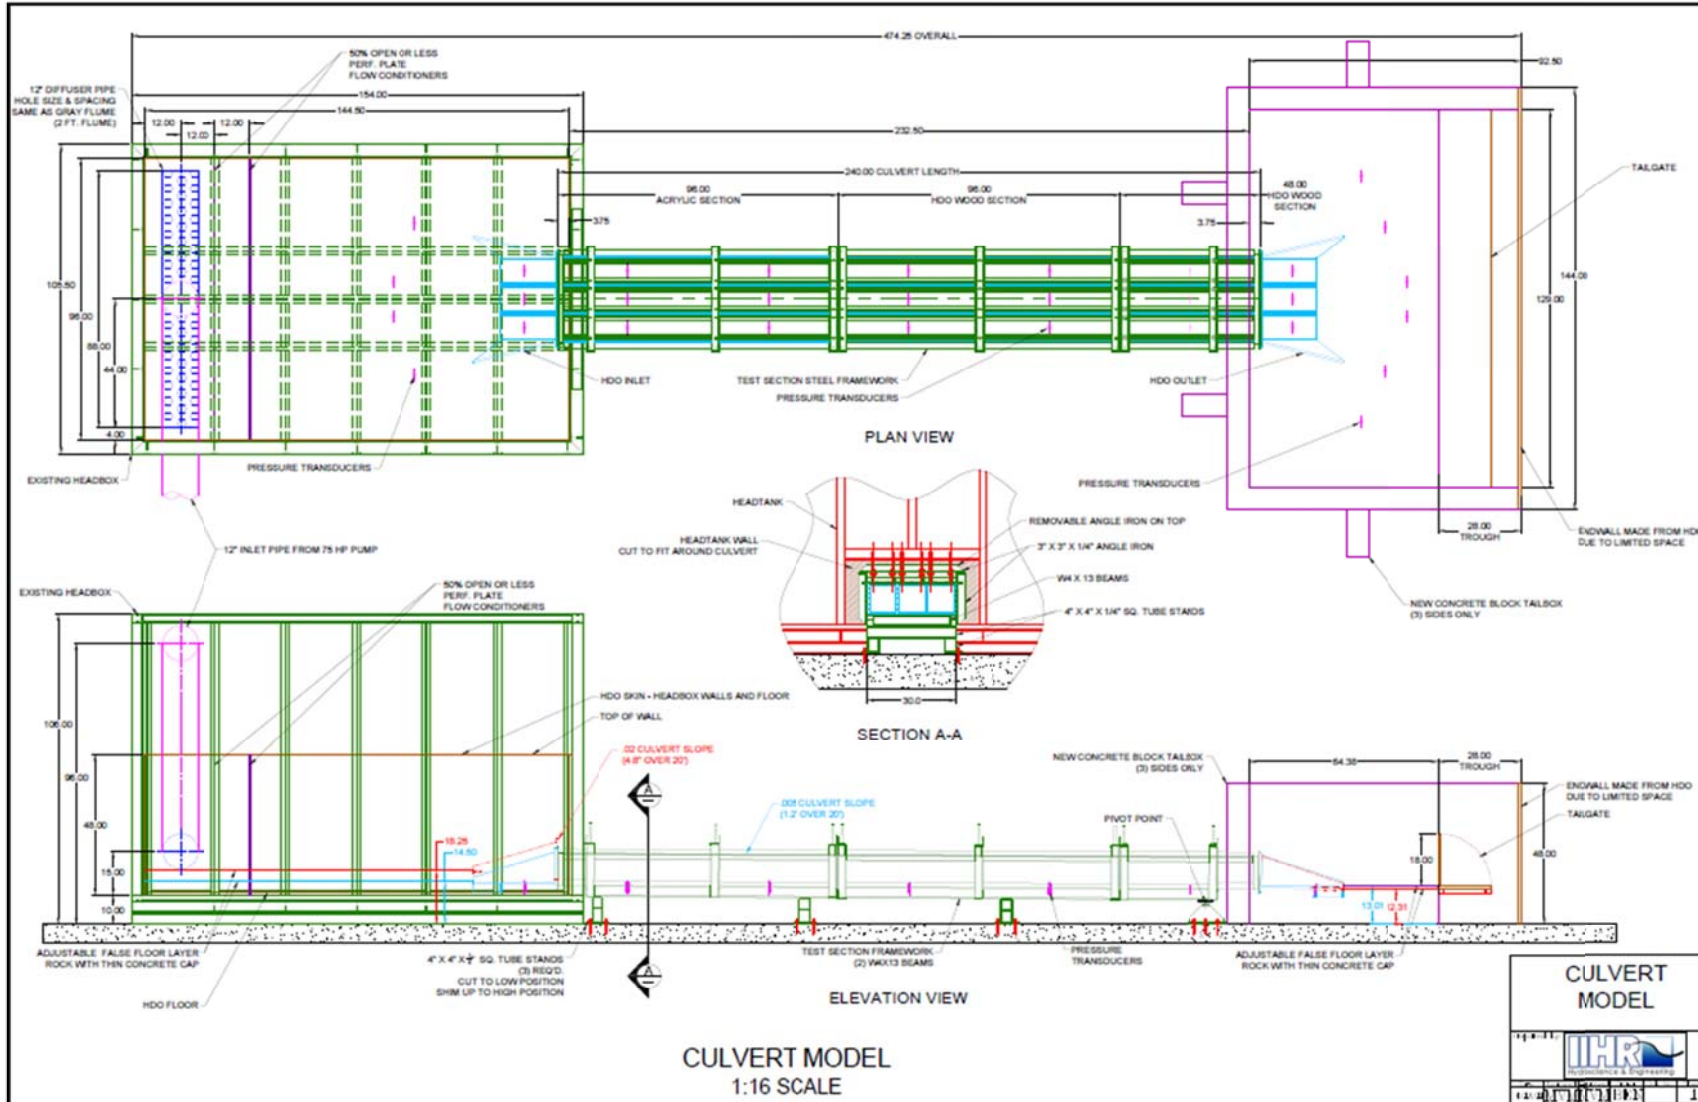 474.25 OVERALL
50% OPEN OR LESS
PERF. PLATE
FLOW CONDITIONERS
92.50
12" DIFFUSER PIPE
HOLE SIZE & SPACING
SAME AS GRAY FLUME
(2 FT. FLUME)
154.00
144.50
12.00
12.00
12.00
232.50
240.00 CULVERT LENGTH
96.00
ACRYLIC SECTION
96.00
HDO WOOD SECTION
48.00
HDO WOOD
SECTION
3.75
3.75
TAILGATE
105.50
96.00
88.00
44.00
4.00
144.00
129.00
HDO INLET
TEST SECTION STEEL FRAMEWORK
PRESSURE TRANSDUCERS
HDO OUTLET
PLAN VIEW
PRESSURE TRANSDUCERS
EXISTING HEADBOX
PRESSURE TRANSDUCERS
28.00
TROUGH
ENDWALL MADE FROM HDO
DUE TO LIMITED SPACE
HEADTANK
REMOVABLE ANGLE IRON ON TOP
HEADTANK WALL
CUT TO FIT AROUND CULVERT
3" X 3" X 1/4" ANGLE IRON
W4 X 13 BEAMS
4" X 4" X 1/4" SQ. TUBE STANDS
30.0
SECTION A-A
12" INLET PIPE FROM 75 HP PUMP
NEW CONCRETE BLOCK TAILBOX
(3) SIDES ONLY
EXISTING HEADBOX
50% OPEN OR LESS
PERF. PLATE
FLOW CONDITIONERS
HDO SKIN - HEADBOX WALLS AND FLOOR
TOP OF WALL
.02 CULVERT SLOPE
(4.8" OVER 20')
A
.005 CULVERT SLOPE
(1.2' OVER 20')
NEW CONCRETE BLOCK TAILBOX
(3) SIDES ONLY
PIVOT POINT
64.38
28.00
TROUGH
ENDWALL MADE FROM HDO
DUE TO LIMITED SPACE
TAILGATE
106.00
96.00
48.00
15.00
10.00
18.25
14.50
18.00
48.00
13.01
12.31
ADJUSTABLE FALSE FLOOR LAYER
ROCK WITH THIN CONCRETE CAP
HDO FLOOR
4" X 4" X ¼" SQ. TUBE STANDS
(3) REQ'D.
CUT TO LOW POSITION
SHIM UP TO HIGH POSITION
A
TEST SECTION FRAMEWORK
(2) W4X13 BEAMS
PRESSURE
TRANSDUCERS
ADJUSTABLE FALSE FLOOR LAYER
ROCK WITH THIN CONCRETE CAP
ELEVATION VIEW
CULVERT MODEL
1:16 SCALE
CULVERT
MODEL
IIHR
Hydroscience & Engineering